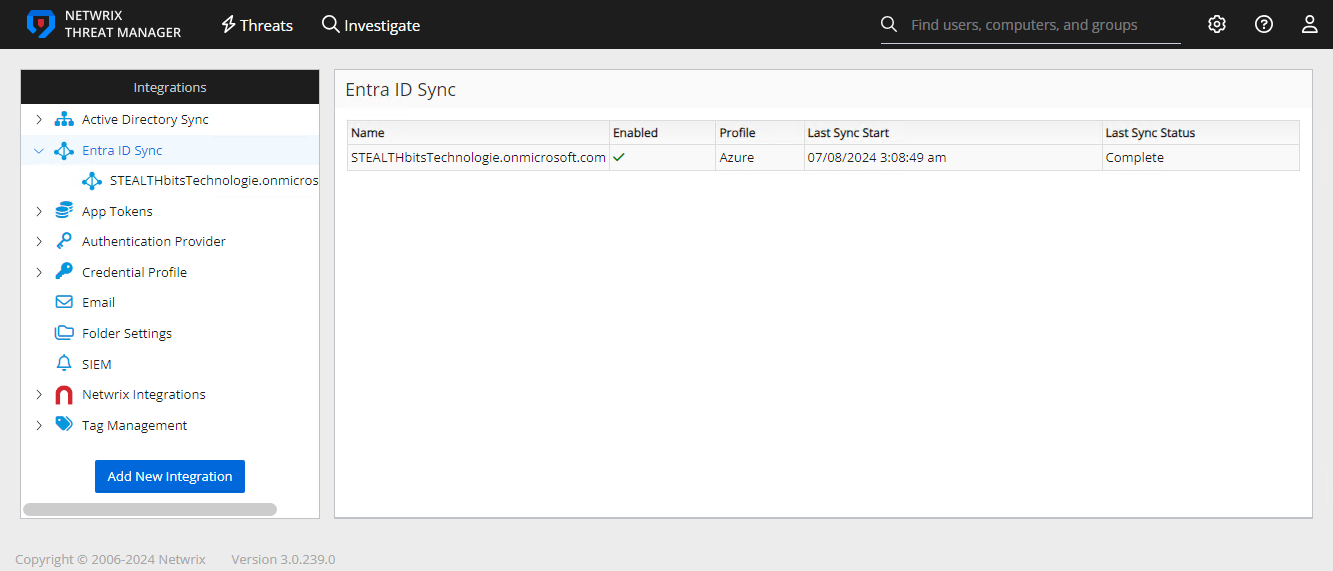 NETWRIX
THREAT MANAGER
Threats
Investigate
Find users, computers, and groups
Integrations
Active Directory Sync
Entra ID Sync
STEALTHbitsTechnologie.onmicros
App Tokens
Authentication Provider
Credential Profile
Email
Folder Settings
SIEM
Netwrix Integrations
Tag Management
Add New Integration
Entra ID Sync
Name Enabled Profile Last Sync Start Last Sync Status
STEALTHbitsTechnologie.onmicrosoft.com Azure 07/08/2024 3:08:49 am Complete
Copyright © 2006-2024 Netwrix Version 3.0.239.0